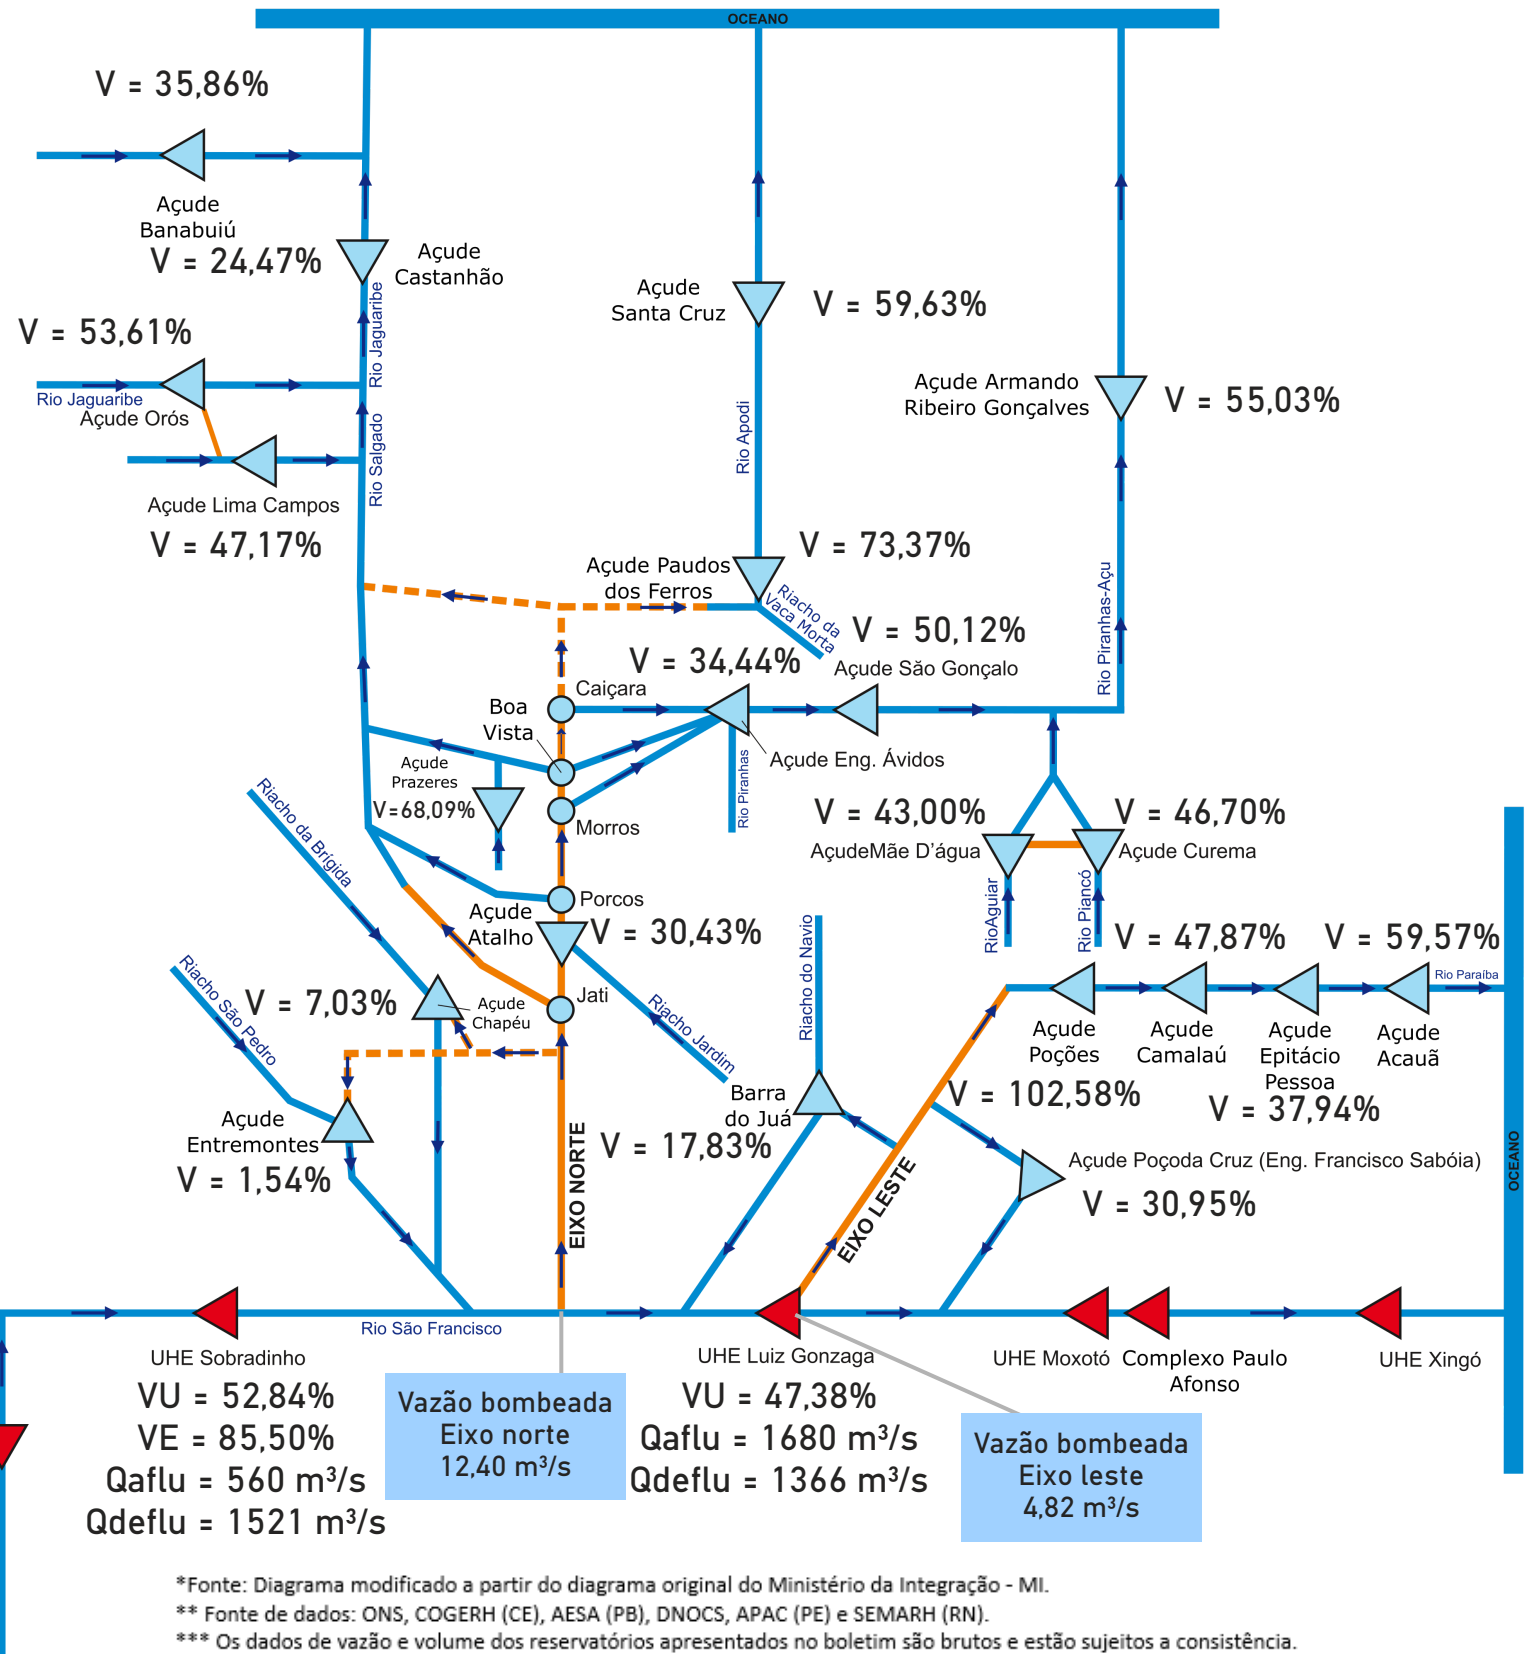 OCEANO
V = 35,86%
Açude
Banabuiú
V = 24,47%
Açude
Castanhão
Rio Jaguaribe
V = 53,61%
Rio Jaguaribe
Açude Orós
Rio Salgado
Açude Lima Campos
V = 47,17%
Açude
Santa Cruz
V = 59,63%
Açude Armando
Ribeiro Gonçalves
V = 55,03%
Rio Apodi
Açude Paudos
dos Ferros
V = 73,37%
Riacho da
Vaca Morta
V = 50,12%
Açude São Gonçalo
Rio Piranhas-Açu
V = 34,44%
Caiçara
Boa
Vista
Açude Eng. Ávidos
Rio Piranhas
Açude
Prazeres
V=68,09%
Morros
Riacho da Brígida
V = 43,00%
AçudeMãe D'água
V = 46,70%
Açude Curema
RioAguiar
Rio Piancó
Porcos
Açude
Atalho
V = 30,43%
Riacho do Navio
V = 47,87%
V = 59,57%
Rio Paraíba
Riacho São Pedro
V = 7,03%
Açude
Chapéu
Jati
Riacho Jardim
Açude
Poções
Açude
Camalaú
Açude
Epitácio
Pessoa
Açude
Acauã
V = 102,58%
V = 37,94%
Barra
do Juá
V = 17,83%
Açude
Entremontes
V = 1,54%
EIXO NORTE
EIXO LESTE
Açude Poçoda Cruz (Eng. Francisco Sabóia)
V = 30,95%
OCEANO
Rio São Francisco
UHE Sobradinho
VU = 52,84%
VE = 85,50%
Qaflu = 560 m³/s
Qdeflu = 1521 m³/s
Vazão bombeada
Eixo norte
12,40 m³/s
UHE Luiz Gonzaga
VU = 47,38%
Qaflu = 1680 m³/s
Qdeflu = 1366 m³/s
Vazão bombeada
Eixo leste
4,82 m³/s
UHE Moxotó
Complexo Paulo
Afonso
UHE Xingó
*Fonte: Diagrama modificado a partir do diagrama original do Ministério da Integração - MI.
** Fonte de dados: ONS, COGERH (CE), AESA (PB), DNOCS, APAC (PE) e SEMARH (RN).
*** Os dados de vazão e volume dos reservatórios apresentados no boletim são brutos e estão sujeitos a consistência.